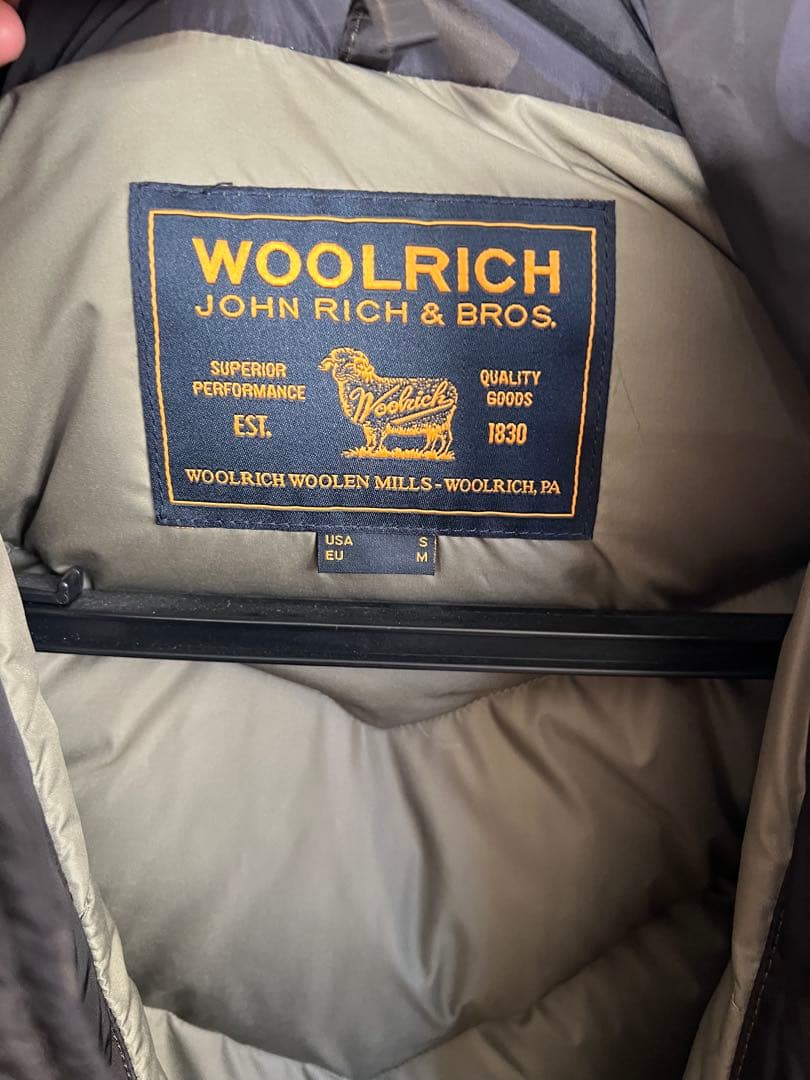 WOOLRICH
JOHN RICH & BROS.
SUPERIOR
PERFORMANCE
EST.
Woolrich
QUALITY
GOODS
1830
WOOLRICH WOOLEN MILLS-WOOLRICH, PA
USA S
EU M